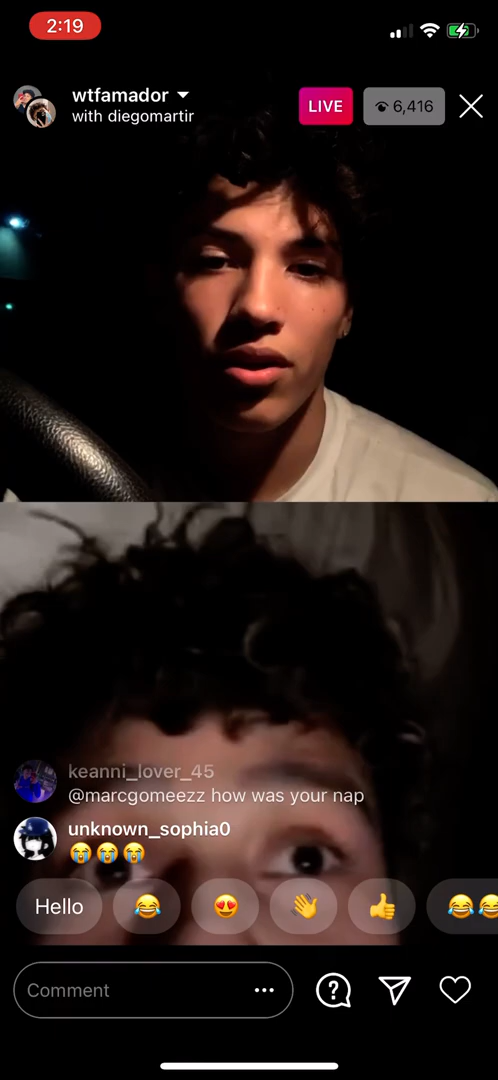 2:19
wtfamador
with diegomartir
LIVE
6,416
keanni_lover_45
@marcgomeezz how was your nap
unknown_sophia0
😭😭😭
Hello 😂 😍 👋 👍 😂😂
Comment